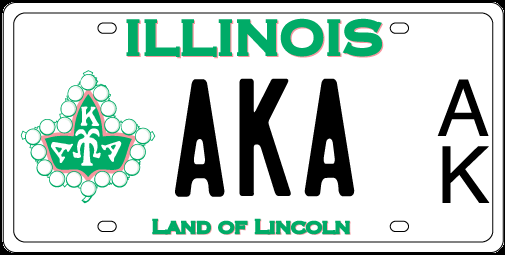 ILLINOIS
K
A A
AKA
A
K
LAND OF LINCOLN